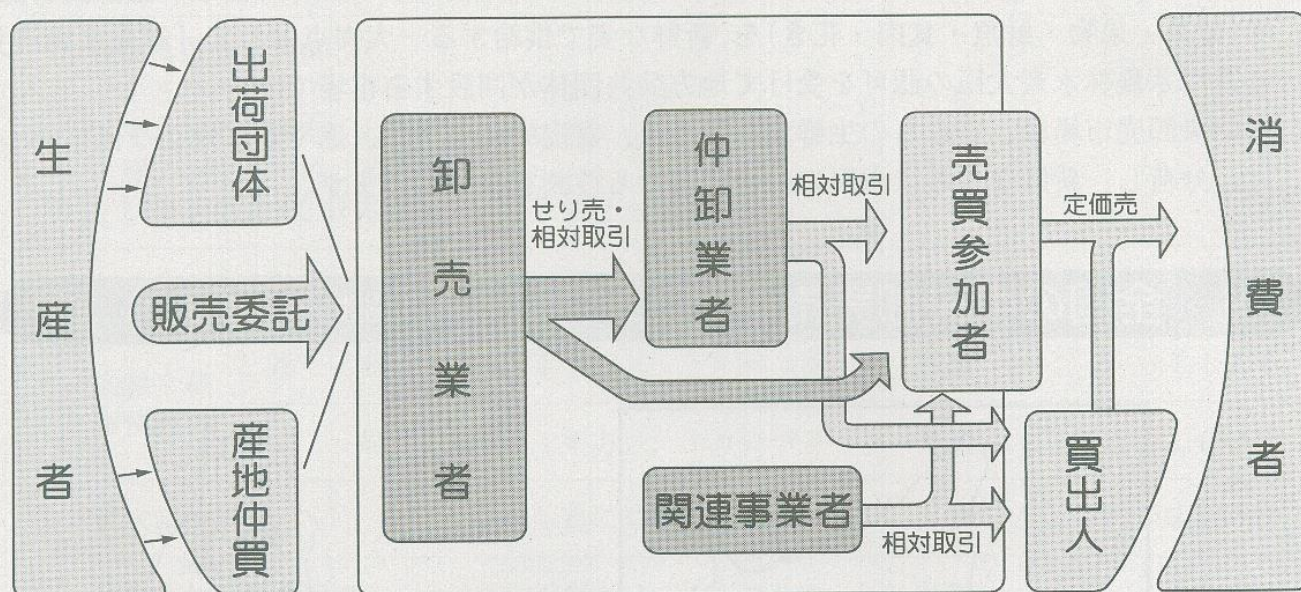 生産者
出荷団体
販売委託
産地仲買
卸売業者
せり売・
相対取引
仲卸業者
相対取引
売買参加者
定価売
関連事業者
相対取引
買出人
消費者